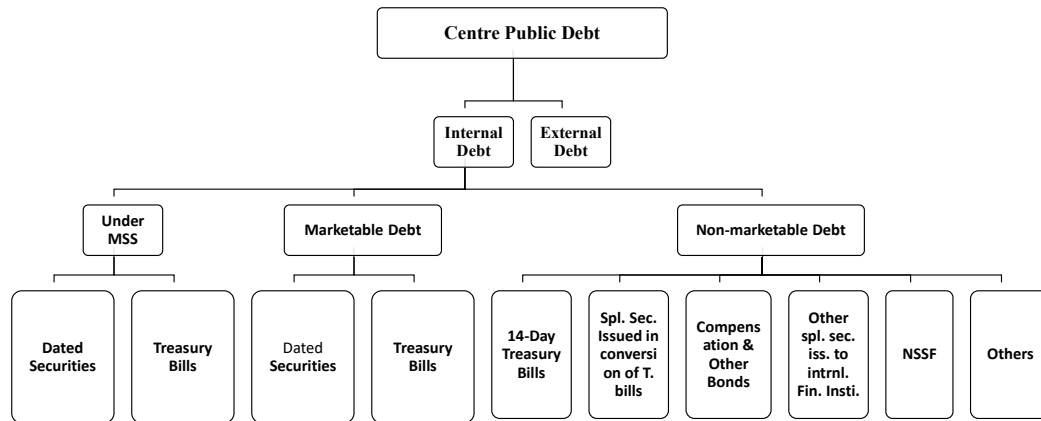 Centre Public Debt
Internal
Debt
External
Debt
Under
MSS
Marketable Debt
Non-marketable Debt
Dated
Securities
Treasury
Bills
Dated
Securities
Treasury
Bills
14-Day
Treasury
Bills
Spl. Sec.
Issued in
conversi
on of T.
bills
Compens
ation &
Other
Bonds
Other
spl. sec.
iss. to
intrnl.
Fin. Insti.
NSSF
Others